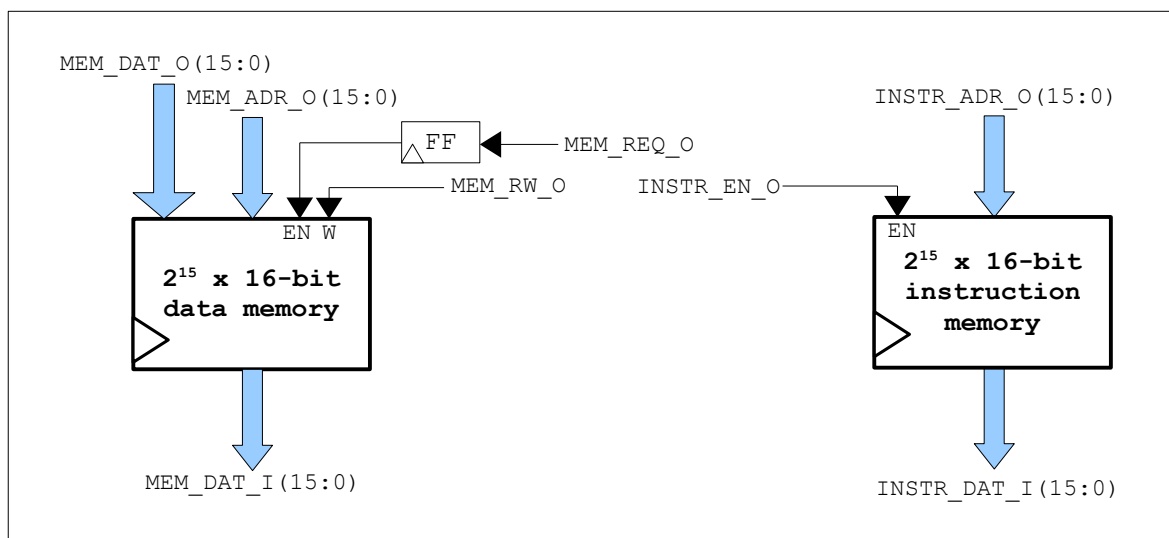 MEM_DAT_O(15:0)
MEM_ADR_O(15:0)
INSTR_ADR_O(15:0)
FF
MEM_REQ_O
MEM_RW_O
INSTR_EN_O
EN W
EN
2¹⁵ x 16-bit
data memory
2¹⁵ x 16-bit
instruction
memory
MEM_DAT_I(15:0)
INSTR_DAT_I(15:0)